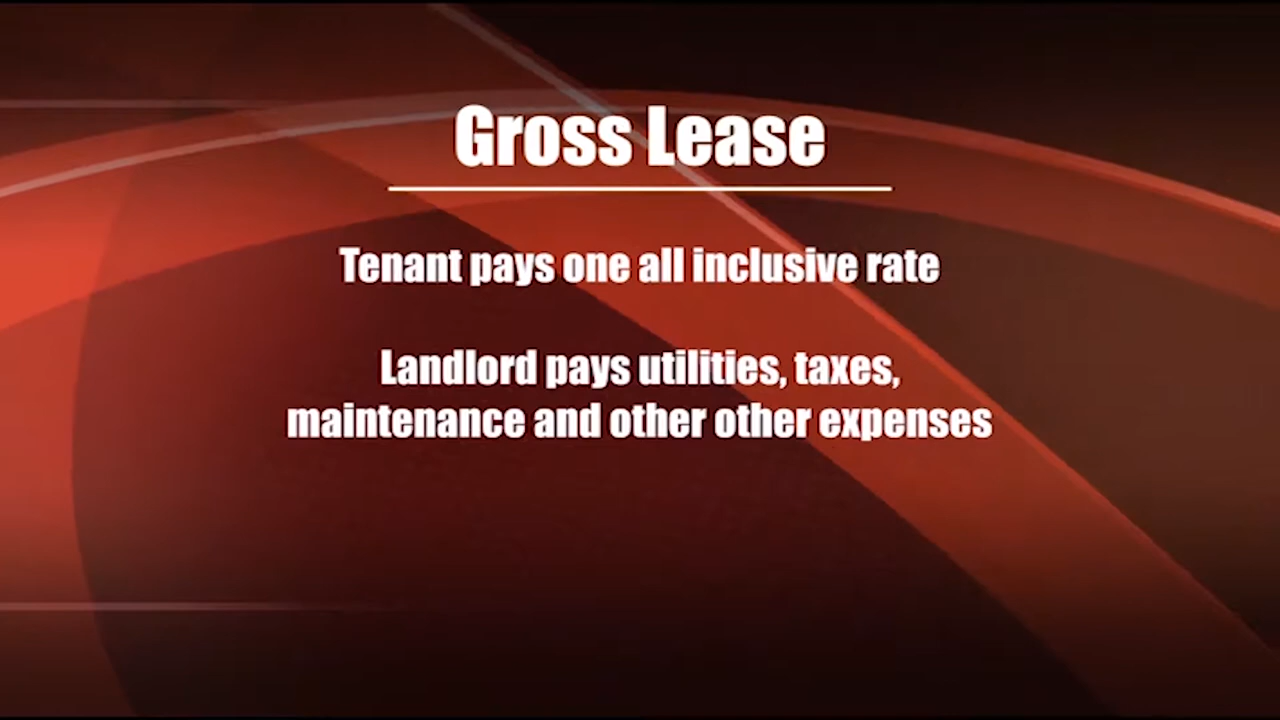 Gross Lease
Tenant pays one all inclusive rate
Landlord pays utilities, taxes,
maintenance and other other expenses